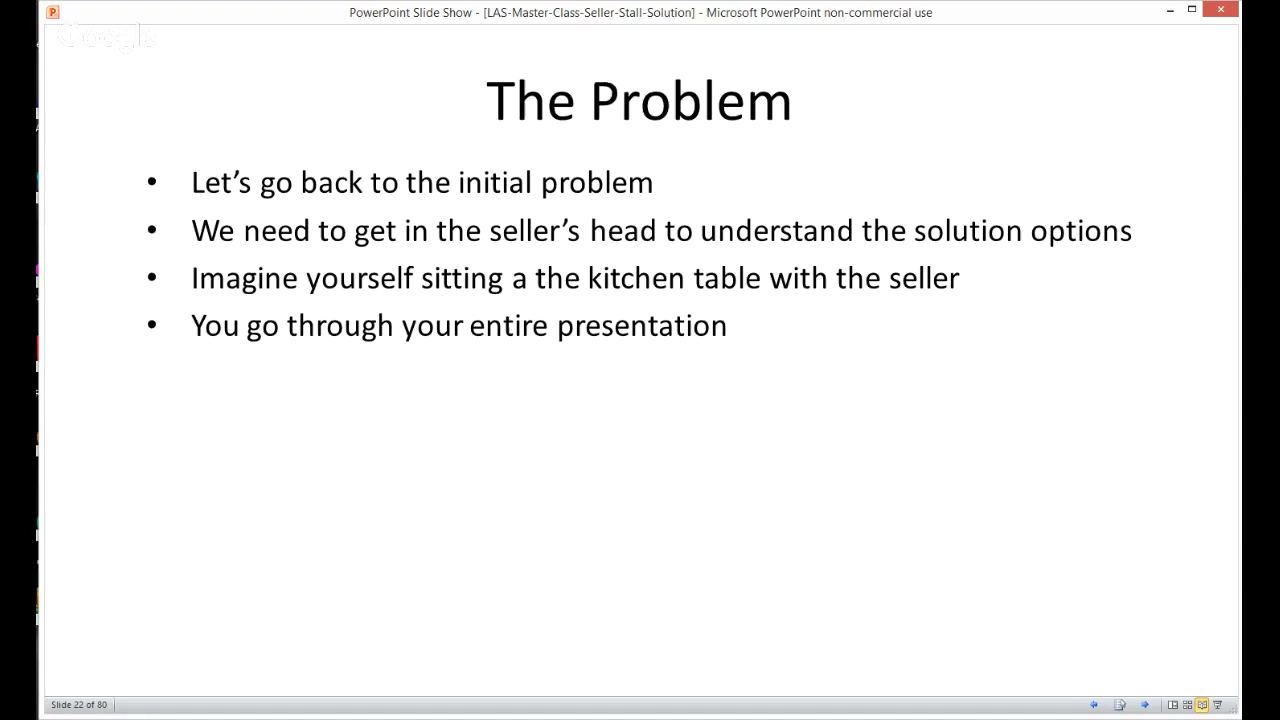 PowerPoint Slide Show - [LAS-Master-Class-Seller-Stall-Solution] - Microsoft PowerPoint non-commercial use
Google
The Problem
• Let’s go back to the initial problem
• We need to get in the seller’s head to understand the solution options
• Imagine yourself sitting a the kitchen table with the seller
• You go through your entire presentation
Slide 22 of 80